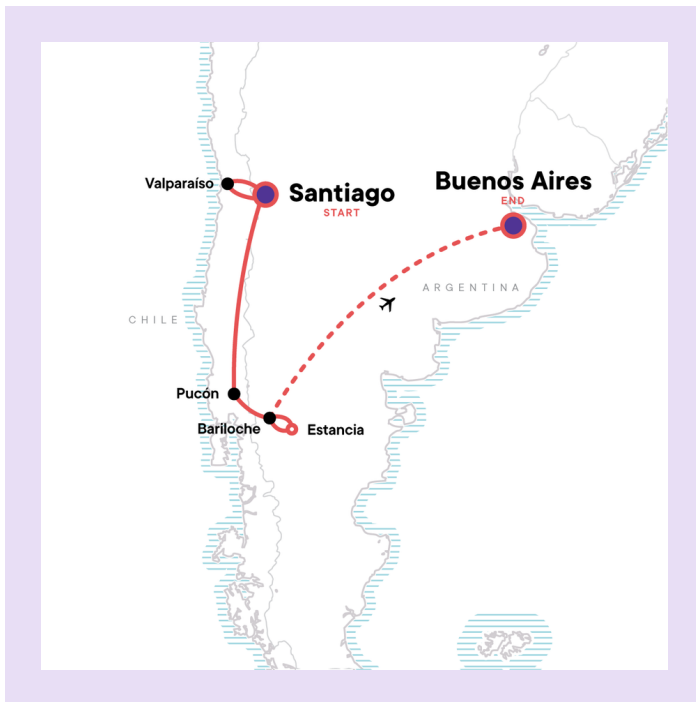 Buenos Aires
END
Valparaíso
Santiago
START
ARGENTINA
CHILE
Pucón
Bariloche
Estancia